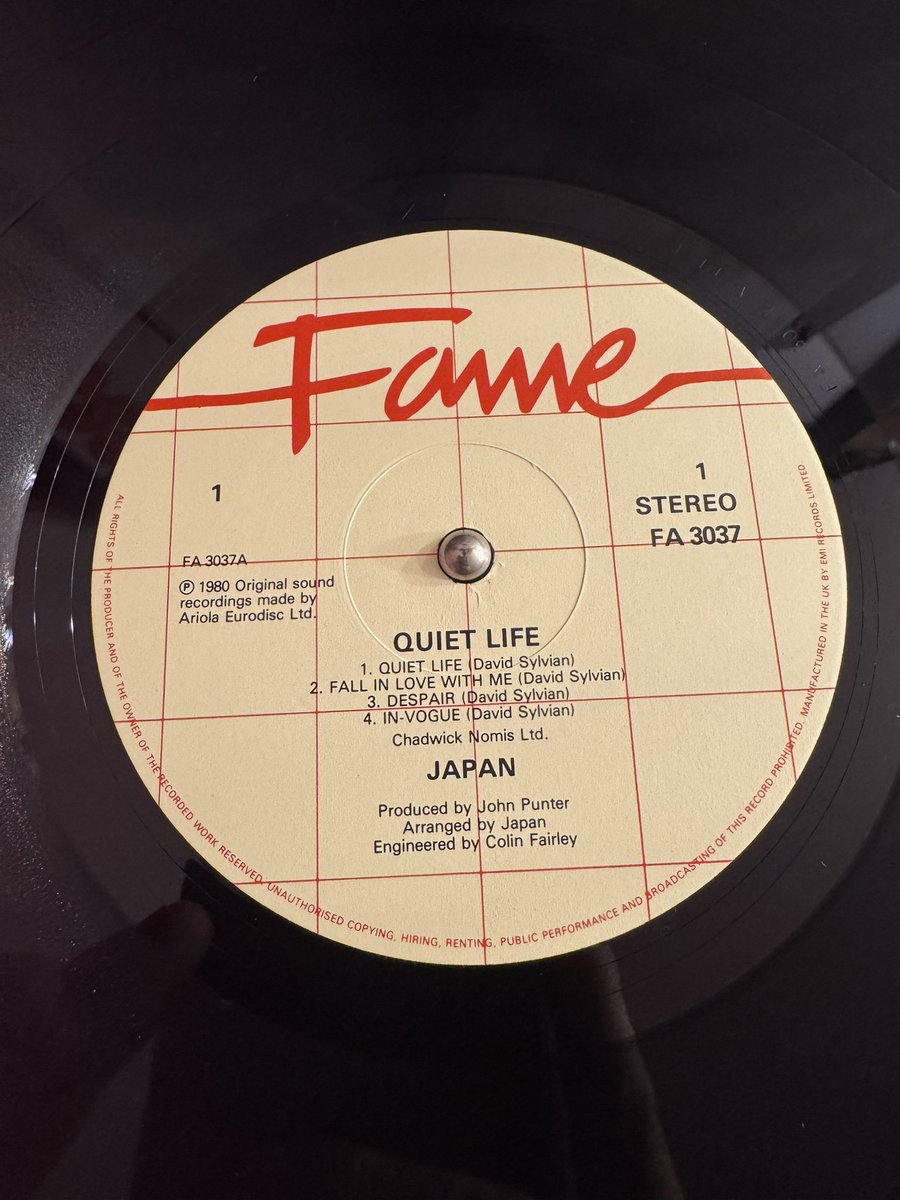 Fame
1
1
STEREO
FA 3037
FA 3037A
℗ 1980 Original sound
recordings made by
Ariola Eurodisc Ltd.
QUIET LIFE
1. QUIET LIFE (David Sylvian)
2. FALL IN LOVE WITH ME (David Sylvian)
3. DESPAIR (David Sylvian)
4. IN-VOGUE (David Sylvian)
Chadwick Nomis Ltd.
JAPAN
Produced by John Punter
Arranged by Japan
Engineered by Colin Fairley
ALL RIGHTS OF THE PRODUCER AND OF THE OWNER OF THE RECORDED WORK RESERVED. UNAUTHORISED COPYING, HIRING, RENTING, PUBLIC PERFORMANCE AND BROADCASTING OF THIS RECORD PROHIBITED. MANUFACTURED IN THE UK BY EMI RECORDS LIMITED